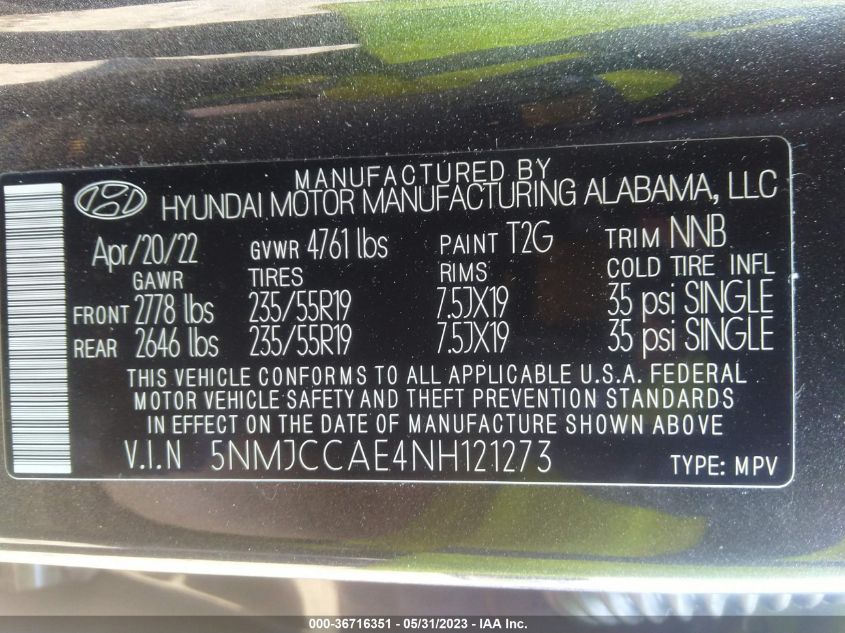 MANUFACTURED BY
HYUNDAI MOTOR MANUFACTURING ALABAMA, LLC
Apr/20/22 GVWR 4761 lbs PAINT T2G TRIM NNB
GAWR TIRES RIMS COLD TIRE INFL
FRONT 2778 lbs 235/55R19 7.5JX19 35 psi SINGLE
REAR 2646 lbs 235/55R19 7.5JX19 35 psi SINGLE
THIS VEHICLE CONFORMS TO ALL APPLICABLE U.S.A. FEDERAL
MOTOR VEHICLE SAFETY AND THEFT PREVENTION STANDARDS
IN EFFECT ON THE DATE OF MANUFACTURE SHOWN ABOVE
V.I.N 5NMJCCAE4NH121273 TYPE: MPV
000-36716351 - 05/31/2023 - IAA Inc.